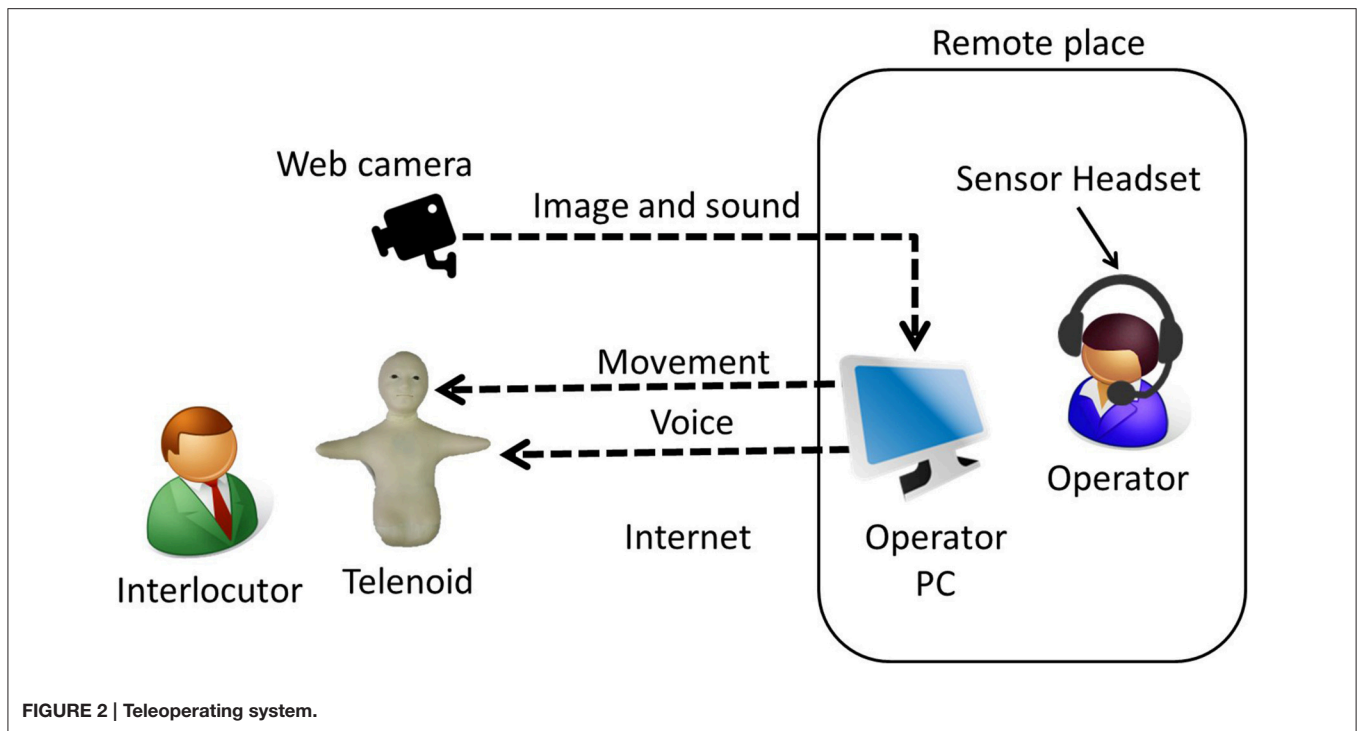 Remote place
Web camera
Image and sound
Sensor Headset
Movement
Voice
Operator
Internet
Operator
PC
Interlocutor
Telenoid
FIGURE 2 | Teleoperating system.